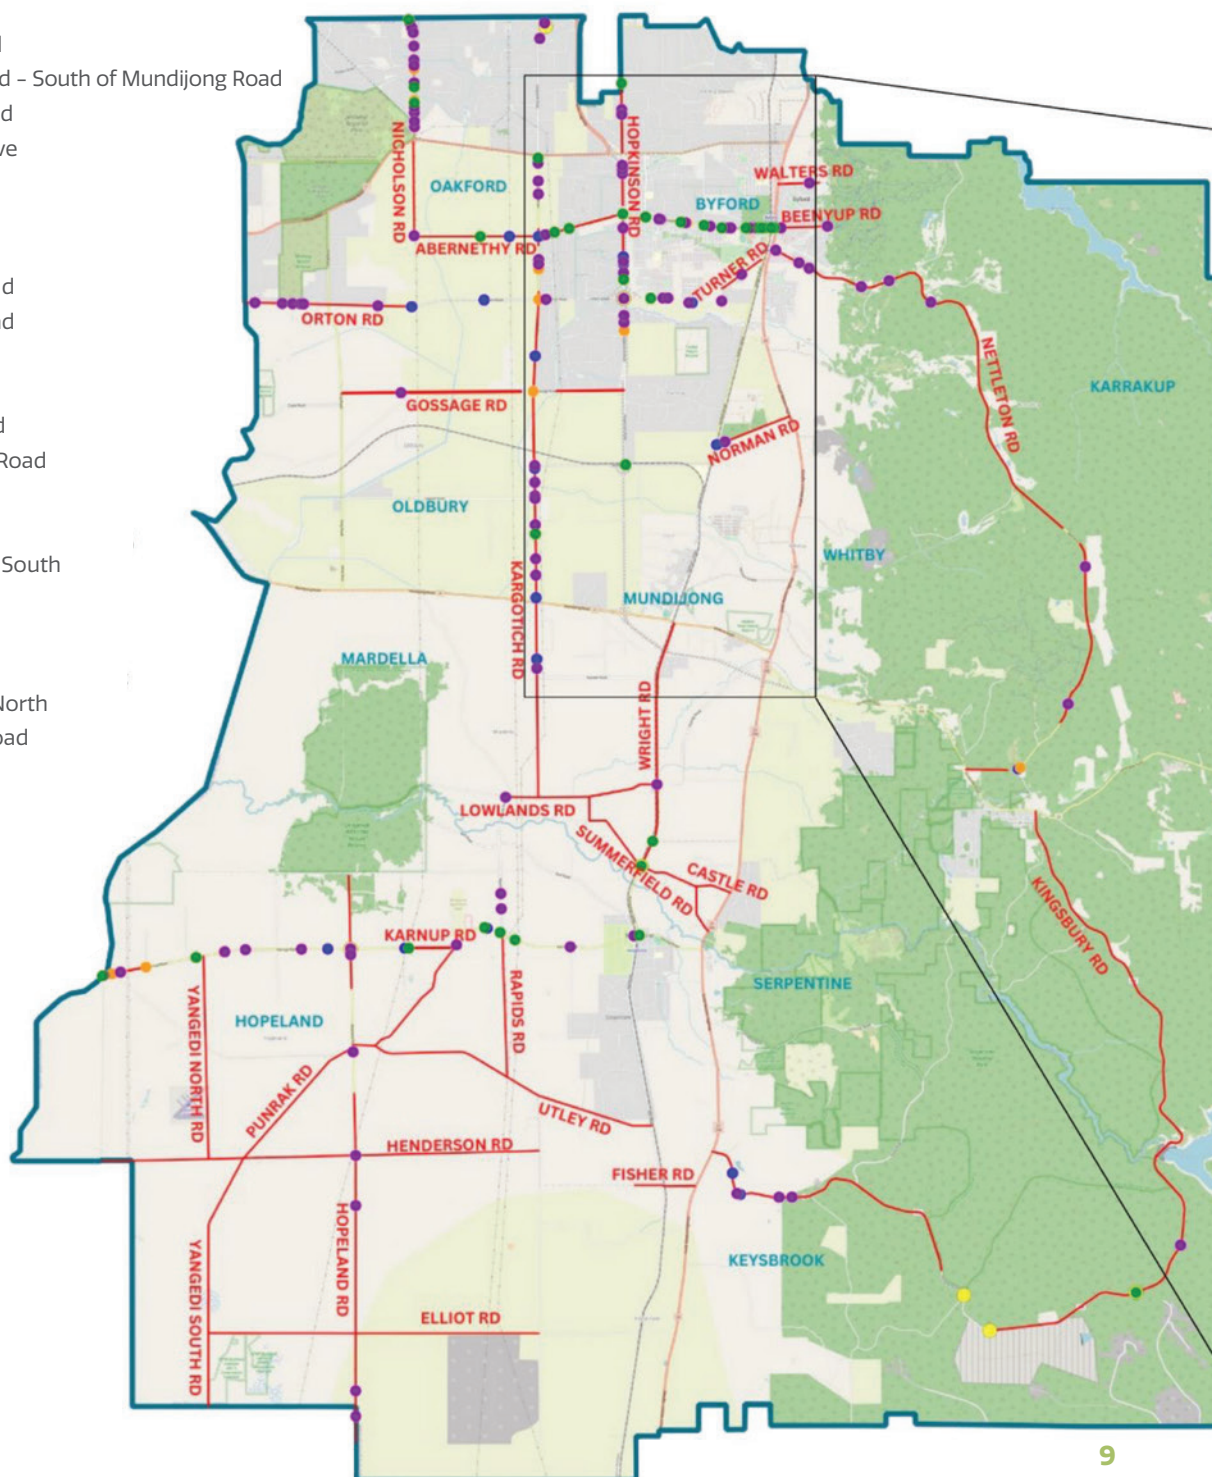 d - South of Mundijong Road
d
ve
d
nd
d
Road
South
North
oad
NICHOLSON RD
OAKFORD
HOPKINSON RD
WALTERS RD
BYFORD
BEENYUP RD
ABERNETHY RD
TURNER RD
ORTON RD
NETTLETON RD
KARRAKUP
GOSSAGE RD
NORMAN RD
OLDBURY
WHITBY
KARGOTICH RD
MUNDIJONG
MARDELLA
WRIGHT RD
LOWLANDS RD
SUMMERFIELD RD
CASTLE RD
KINGSBURY RD
KARNUP RD
SERPENTINE
YANGEDI NORTH RD
HOPELAND
RAPIDS RD
PUNRAK RD
UTLEY RD
HENDERSON RD
FISHER RD
HOPELAND RD
YANGEDI SOUTH RD
KEYSBROOK
ELLIOT RD
9